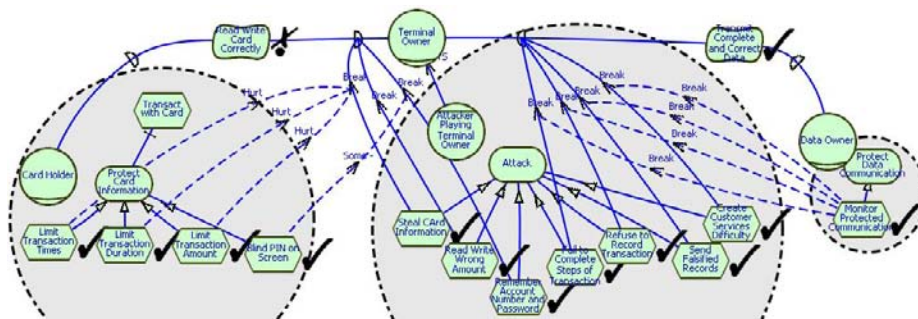 Read Write
Card
Correctly
Terminal
Owner
Transmit
Complete
and Correct
Data
Transact
with Card
Hurt
Hurt
Hurt
Break
Break
Break
Break
Break
Break
Break
Break
Break
Break
Break
Some-
Attacker
Playing
Terminal
Owner
Attack
Card Holder
Protect
Card
Information
Data Owner
Protect
Data
Communication
Limit
Transaction
Times
Limit
Transaction
Duration
Limit
Transaction
Amount
Blind PIN on
Screen
Steal CArd
Information
Read Write
Wrong
Amount
Remember
Account
Number and
Password
Fail to
Complete
Steps of
Transaction
Refuse to
Record
Transaction
Send
Falsified
Records
Create
Customer
Services
Difficulty
Monitor
Protected
Communication